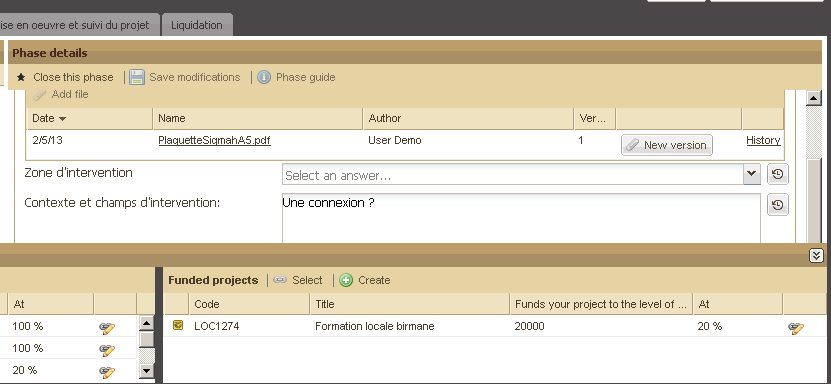 ise en oeuvre et suivi du projet Liquidation
Phase details
Close this phase Save modifications Phase guide
Add file
Date Name Author Ver...
2/5/13 PlaquetteSigmahA5.pdf User Demo 1 New version History
Zone d'intervention Select an answer...
Contexte et champs d'intervention: Une connexion ?
Funded projects Select Create
At Code Title Funds your project to the level of ... At
100 % LOC1274 Formation locale birmane 20000 20 %
100 %
20 %